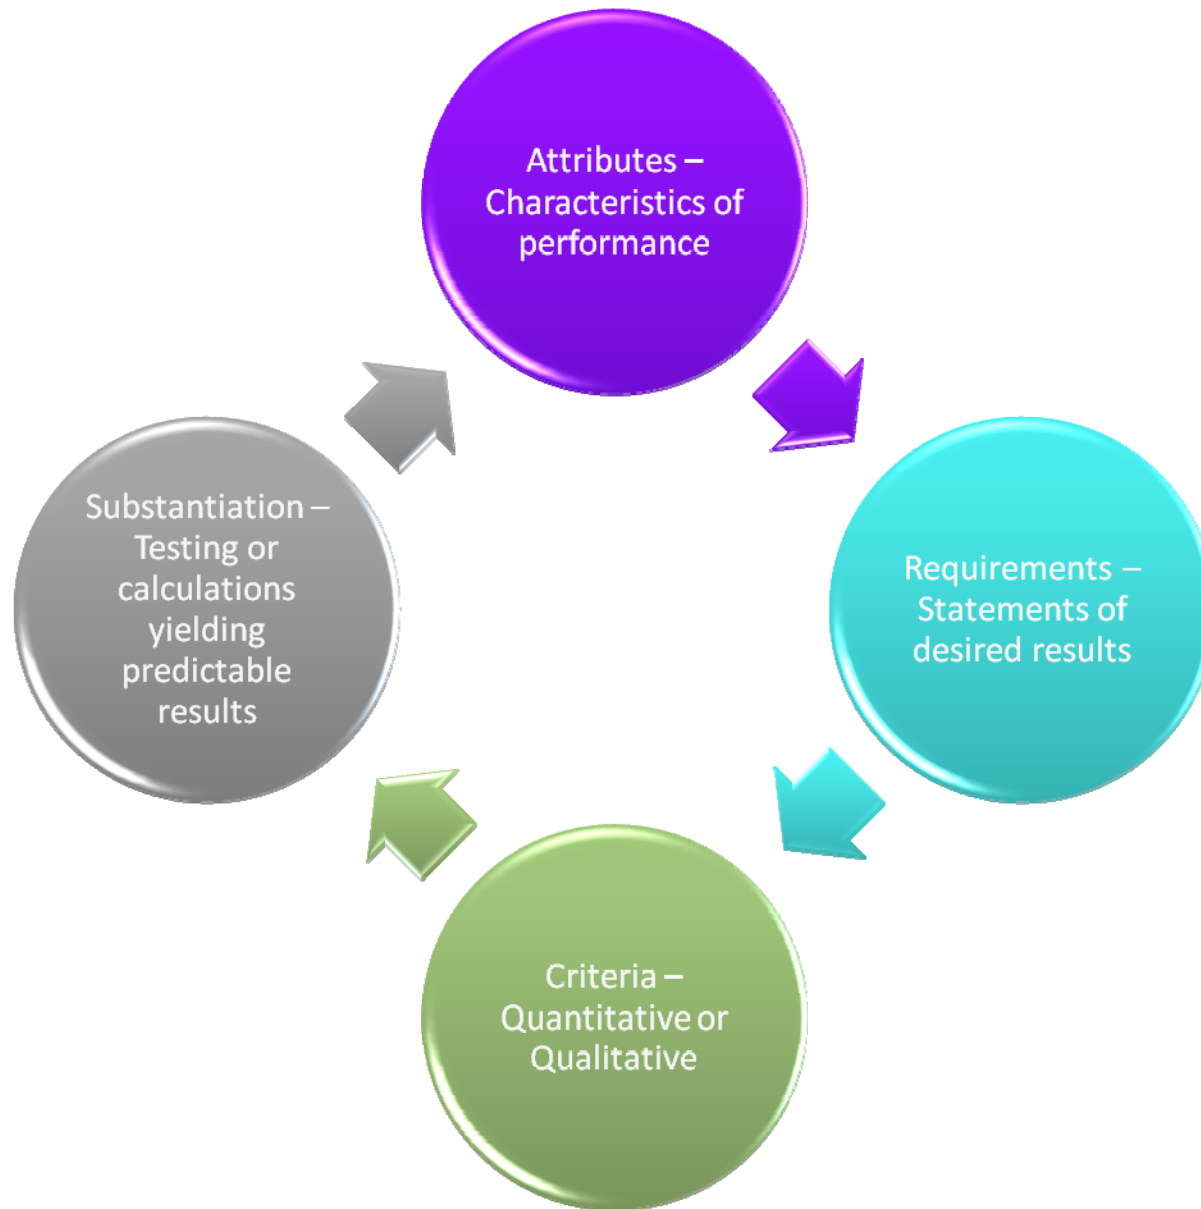 Attributes –
Characteristics of
performance
Requirements –
Statements of
desired results
Criteria –
Quantitative or
Qualitative
Substantiation –
Testing or
calculations
yielding
predictable
results